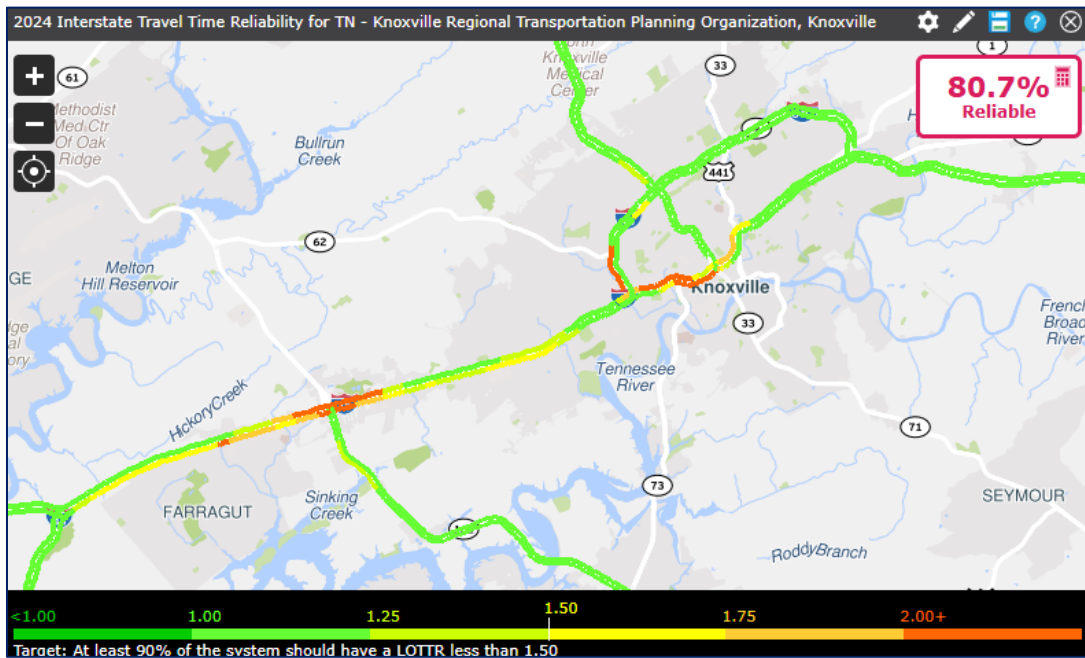 2024 Interstate Travel Time Reliability for TN - Knoxville Regional Transportation Planning Organization, Knoxville
80.7%
Reliable
61
33
1
North
Knoxville
Medical
Center
Methodist
Med Ctr
Of Oak
Ridge
Bullrun
Creek
441
62
GE
Melton
Hill Reservoir
Knoxville
33
French
Broad
River
Tennessee
River
HickoryCreek
71
73
SEYMOUR
FARRAGUT
Sinking
Creek
RoddyBranch
<1.00
1.00
1.25
1.50
1.75
2.00+
Target: At least 90% of the system should have a LOTTR less than 1.50